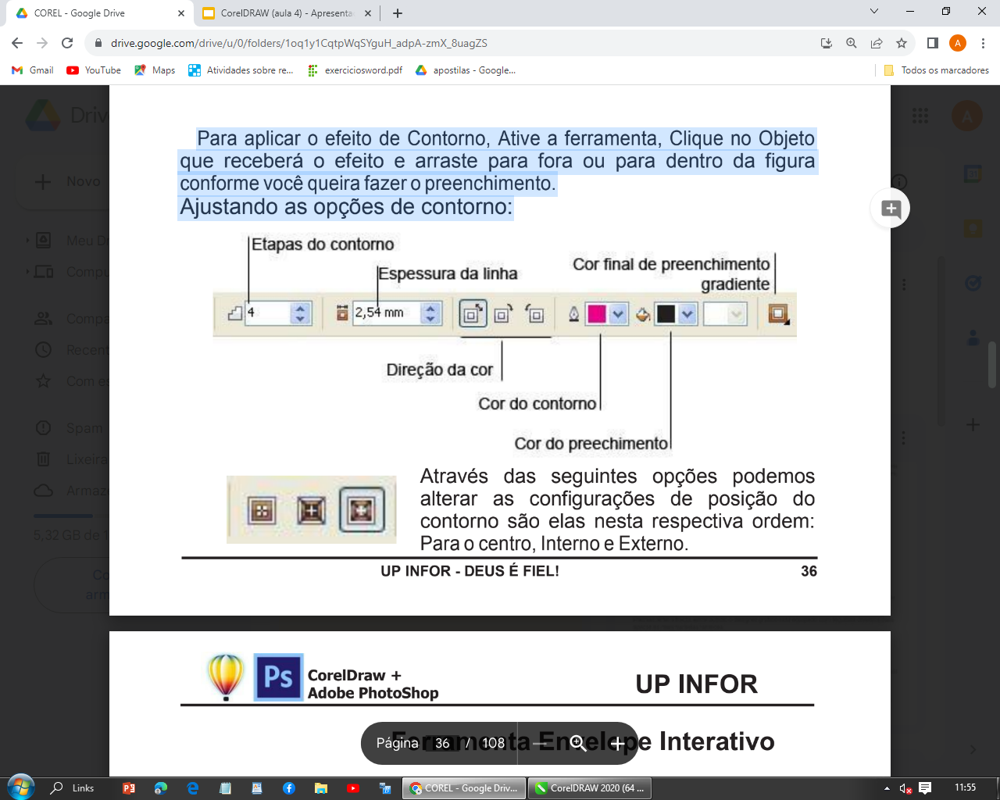 COREL - Google Drive
CorelDRAW (aula 4) - Apresenta
drive.google.com/drive/u/0/folders/1oq1y1CqtpWqSYguH_adpA-zmX_8uagZS
A
Gmail
YouTube
Maps
Atividades sobre re...
exerciciosword.pdf
apostilas - Google...
Todos os marcadores
Drive
A
Novo
Meu Dr
Compu
Compa
Recent
Com es
Spam
Lixeira
Armaze
5,32 GB de 1
Co
arm
Para aplicar o efeito de Contorno, Ative a ferramenta, Clique no Objeto
que receberá o efeito e arraste para fora ou para dentro da figura
conforme você queira fazer o preenchimento.
Ajustando as opções de contorno:
Etapas do contorno
Espessura da linha
Cor final de preenchimento
gradiente
4
2,54 mm
Direção da cor
Cor do contorno
Cor do preechimento
Através das seguintes opções podemos
alterar as configurações de posição do
contorno são elas nesta respectiva ordem:
Para o centro, Interno e Externo.
UP INFOR - DEUS É FIEL!
36
Ps
CorelDraw +
Adobe PhotoShop
UP INFOR
Ferramenta Envelope Interativo
Página 36 / 108
Links
COREL - Google Driv...
CorelDRAW 2020 (64 ...
11:55